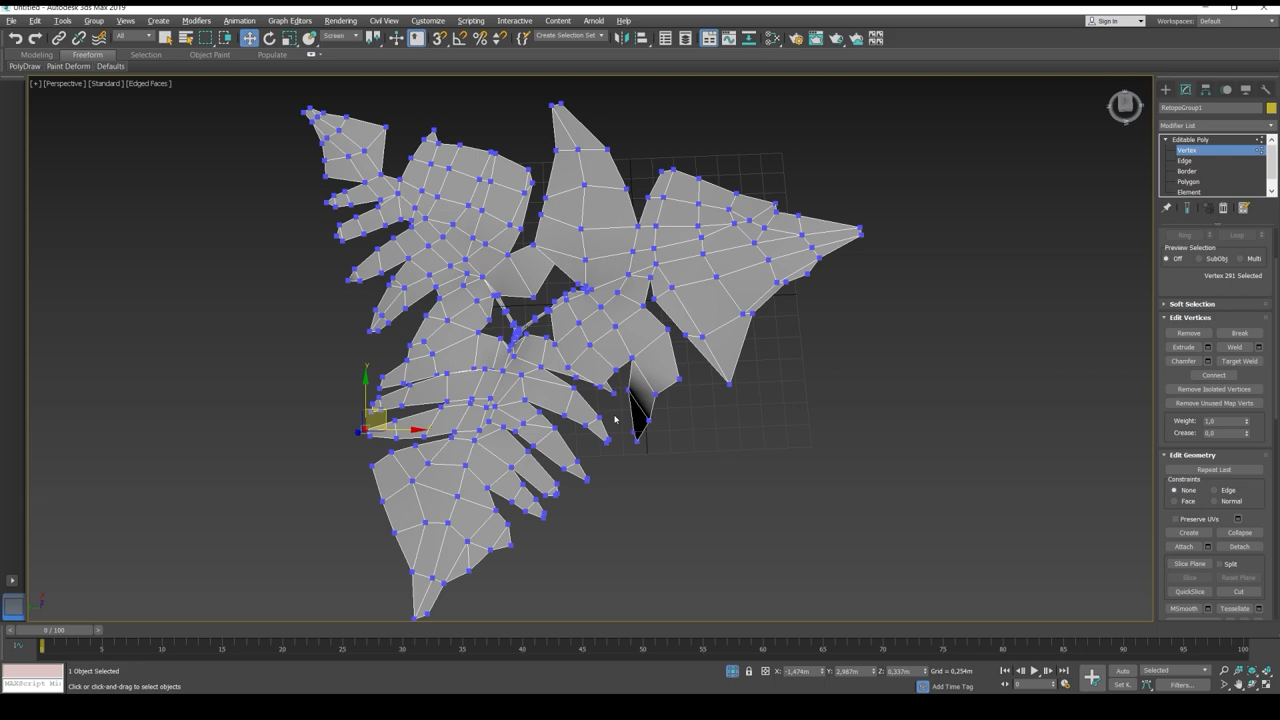 Untitled - Autodesk 3ds Max 2019
File Edit Tools Group Views Create Modifiers Animation Graph Editors Rendering Civil View Customize Scripting Interactive Content Arnold Help
Sign In Workspaces: Default
All Screen Create Selection Set
Modeling Freeform Selection Object Paint Populate
PolyDraw Paint Deform Defaults
[+] [Perspective] [Standard] [Edged Faces]
RetopoGroup1
Modifier List
Editable Poly
Vertex
Edge
Border
Polygon
Element
Ring Loop
Preview Selection
Off SubObj Multi
Vertex 291 Selected
Soft Selection
Edit Vertices
Remove Break
Extrude Weld
Chamfer Target Weld
Connect
Remove Isolated Vertices
Remove Unused Map Verts
Weight: 1,0
Crease: 0,0
Edit Geometry
Repeat Last
Constraints
None Edge
Face Normal
Preserve UVs
Create Collapse
Attach Detach
Slice Plane Split
Slice Reset Plane
QuickSlice Cut
MSmooth Tessellate
0 / 100
5 10 15 20 25 30 35 40 45 50 55 60 65 70 75 80 85 90 95 100
1 Object Selected X: -1,474m Y: 2,987m Z: 0,337m Grid = 0,254m Auto Selected
MAXScript Mi Click or click-and-drag to select objects Add Time Tag 0 Set K. Filters...